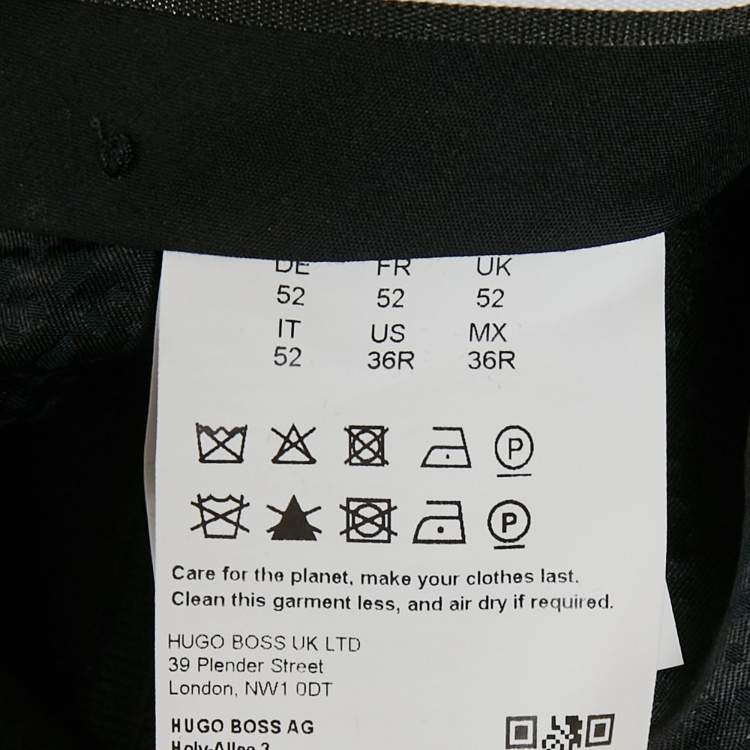 DE FR UK
52 52 52
IT US MX
52 36R 36R
P
P
Care for the planet, make your clothes last.
Clean this garment less, and air dry if required.
HUGO BOSS UK LTD
39 Plender Street
London, NW1 0DT
HUGO BOSS AG